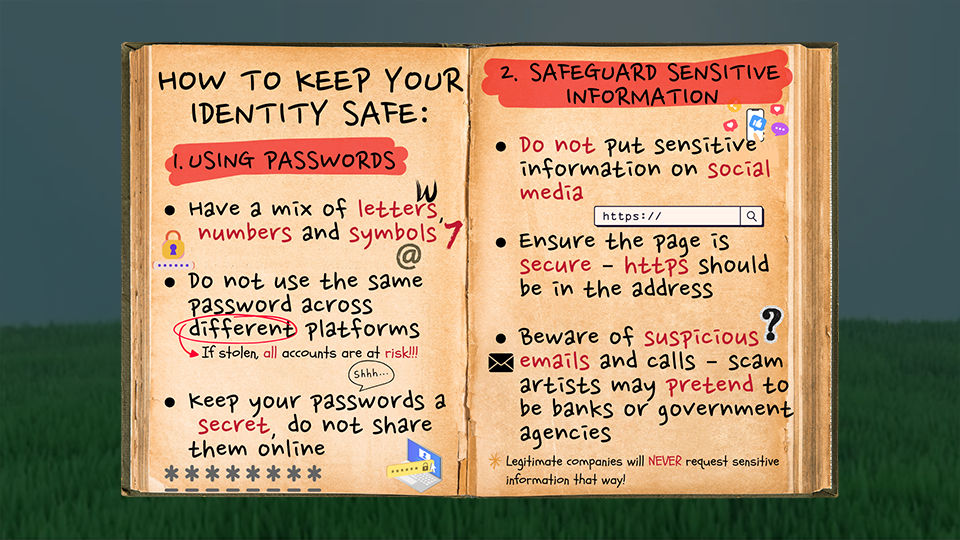 HOW TO KEEP YOUR
IDENTITY SAFE:
1. USING PASSWORDS
W
Have a mix of letters,
numbers and symbols
7
@
Do not use the same
password across
different platforms
If stolen, all accounts are at risk!!!
Shhh...
Keep your passwords a
secret, do not share
them online
********
2. SAFEGUARD SENSITIVE
INFORMATION
Do not put sensitive
information on social
media
https://
Ensure the page is
secure – https should
be in the address
?
Beware of suspicious
emails and calls – scam
artists may pretend to
be banks or government
agencies
* Legitimate companies will NEVER request sensitive
information that way!